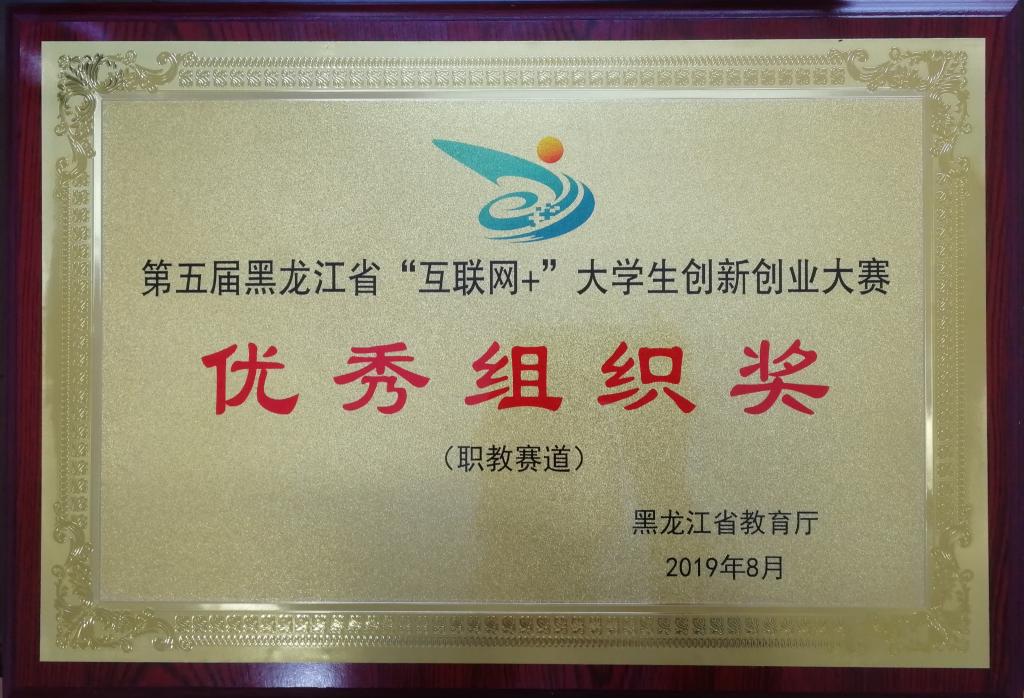 第五届黑龙江省“互联网+”大学生创新创业大赛
优秀组织奖
（职教赛道）
黑龙江省教育厅
2019年8月